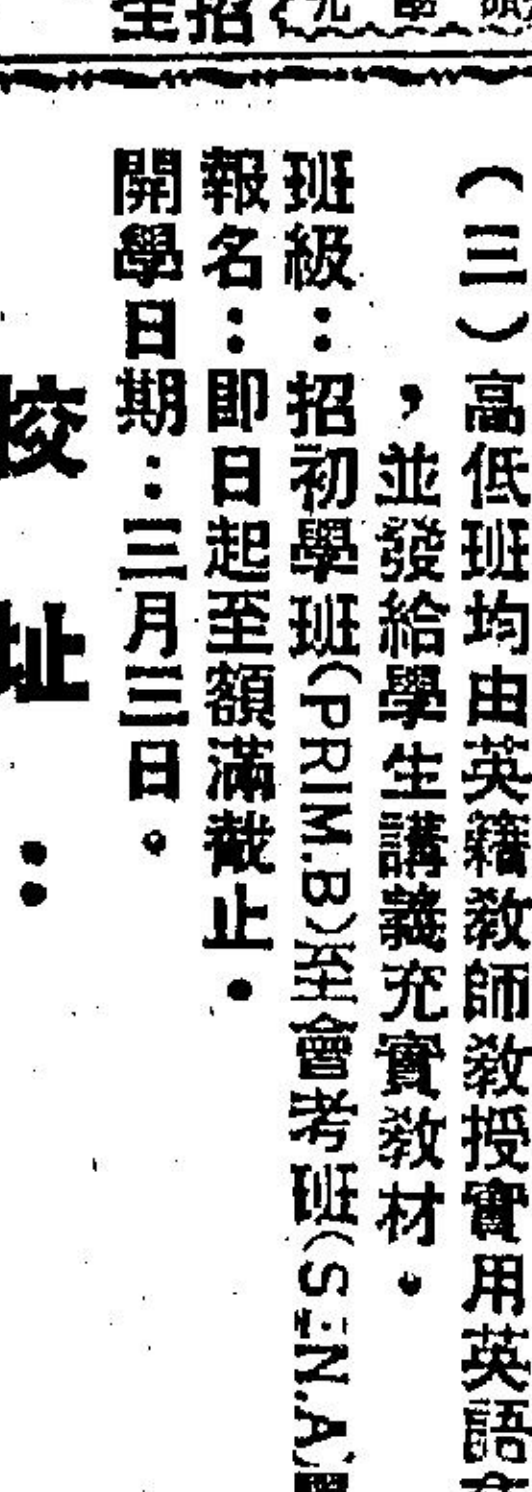 招生
（三）高低班均由英籍教師教授實用英語
，並發給學生講義充實教材。
班級：招初學班(PRIM.B)至會考班(SEN.A)
報名：即日起至額滿截止。
開學日期：三月三日。
校址：